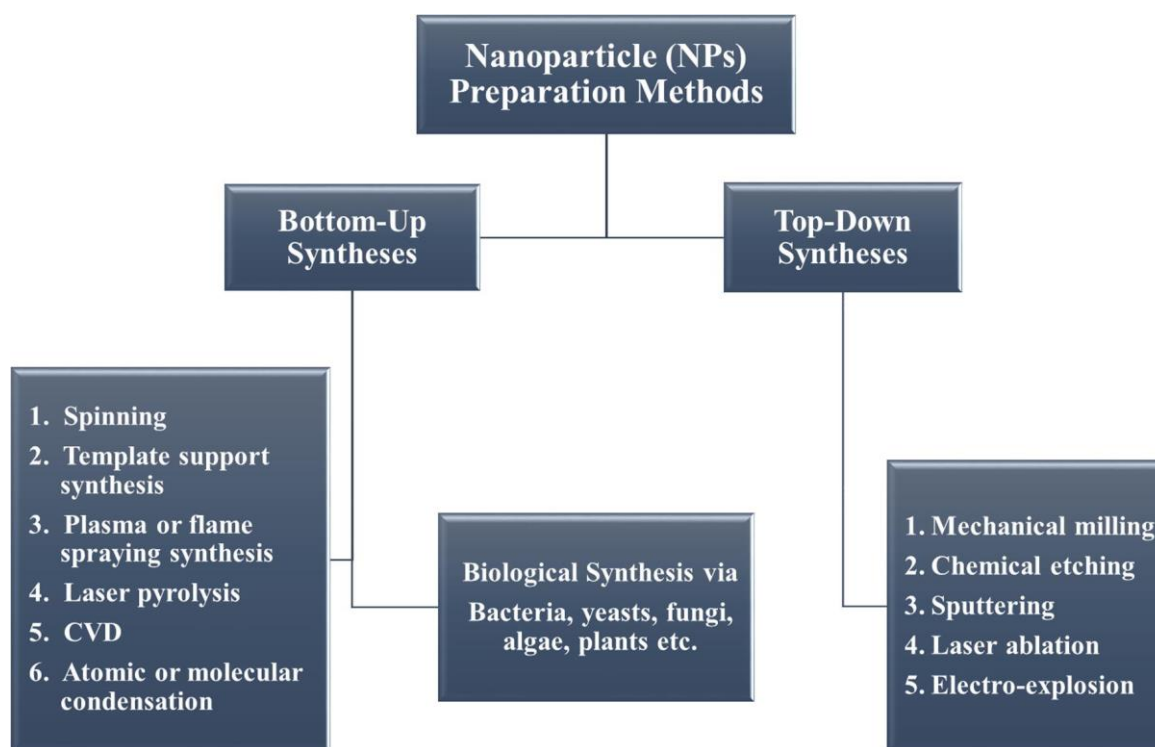 Nanoparticle (NPs)
Preparation Methods
Bottom-Up
Syntheses
Top-Down
Syntheses
1. Spinning
2. Template support
synthesis
3. Plasma or flame
spraying synthesis
4. Laser pyrolysis
5. CVD
6. Atomic or molecular
condensation
Biological Synthesis via
Bacteria, yeasts, fungi,
algae, plants etc.
1. Mechanical milling
2. Chemical etching
3. Sputtering
4. Laser ablation
5. Electro-explosion